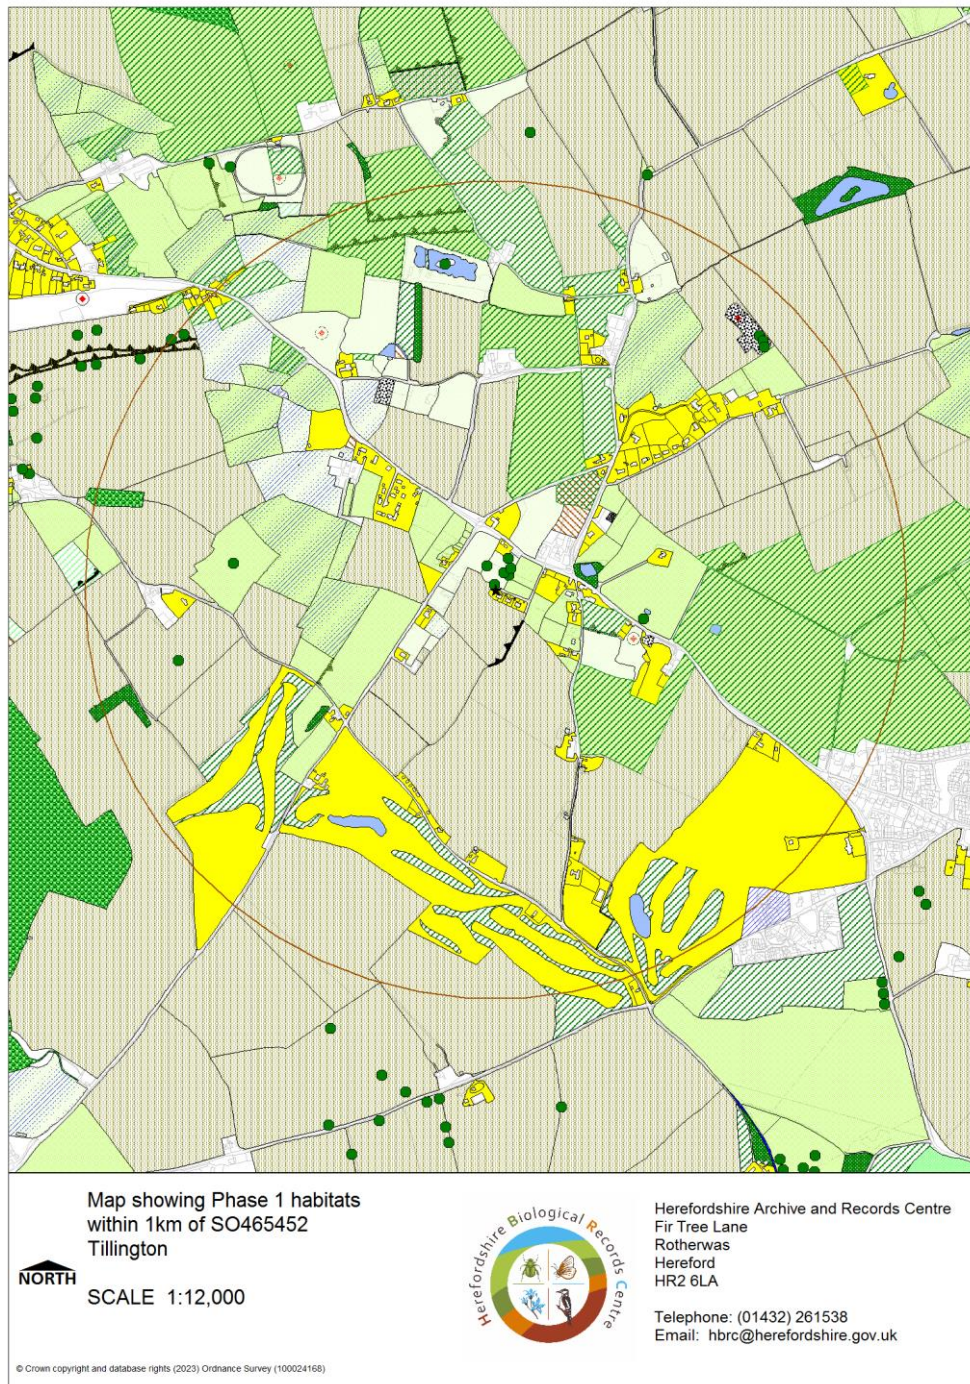 Map showing Phase 1 habitats
within 1km of SO465452
Tillington
NORTH
SCALE 1:12,000
Herefordshire Biological Records Centre
Herefordshire Archive and Records Centre
Fir Tree Lane
Rotherwas
Hereford
HR2 6LA
Telephone: (01432) 261538
Email: hbrc@herefordshire.gov.uk
© Crown copyright and database rights (2023) Ordnance Survey (100024168)